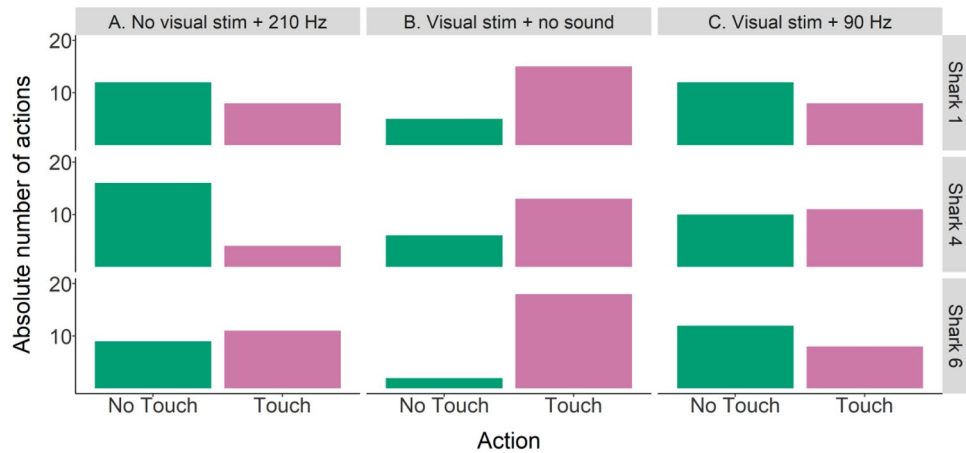 A. No visual stim + 210 Hz
B. Visual stim + no sound
C. Visual stim + 90 Hz
Absolute number of actions
20
10
Shark 1
20
10
Shark 4
20
10
Shark 6
No Touch
Touch
No Touch
Touch
No Touch
Touch
Action